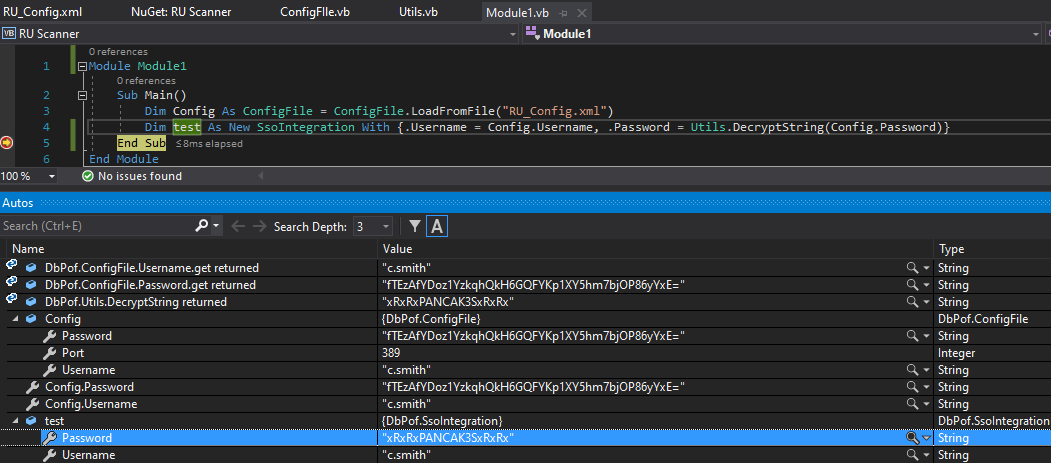 RU_Config.xml NuGet: RU Scanner ConfigFIle.vb Utils.vb Module1.vb
VB RU Scanner Module1
0 references
1 Module Module1
0 references
2 Sub Main()
3 Dim Config As ConfigFile = ConfigFile.LoadFromFile("RU_Config.xml")
4 Dim test As New SsoIntegration With {.Username = Config.Username, .Password = Utils.DecryptString(Config.Password)}
5 End Sub ≤8ms elapsed
6 End Module
100 % No issues found
Autos
Search (Ctrl+E) Search Depth: 3 A
Name Value Type
DbPof.ConfigFile.Username.get returned "c.smith" String
DbPof.ConfigFile.Password.get returned "fTEzAfYDoz1YzkqhQkH6GQFYKp1XY5hm7bjOP86yYxE=" String
DbPof.Utils.DecryptString returned "xRxRxPANCAK3SxRxRx" String
Config {DbPof.ConfigFile} DbPof.ConfigFile
Password "fTEzAfYDoz1YzkqhQkH6GQFYKp1XY5hm7bjOP86yYxE=" String
Port 389 Integer
Username "c.smith" String
Config.Password "fTEzAfYDoz1YzkqhQkH6GQFYKp1XY5hm7bjOP86yYxE=" String
Config.Username "c.smith" String
test {DbPof.SsoIntegration} DbPof.SsoIntegration
Password "xRxRxPANCAK3SxRxRx" String
Username "c.smith" String